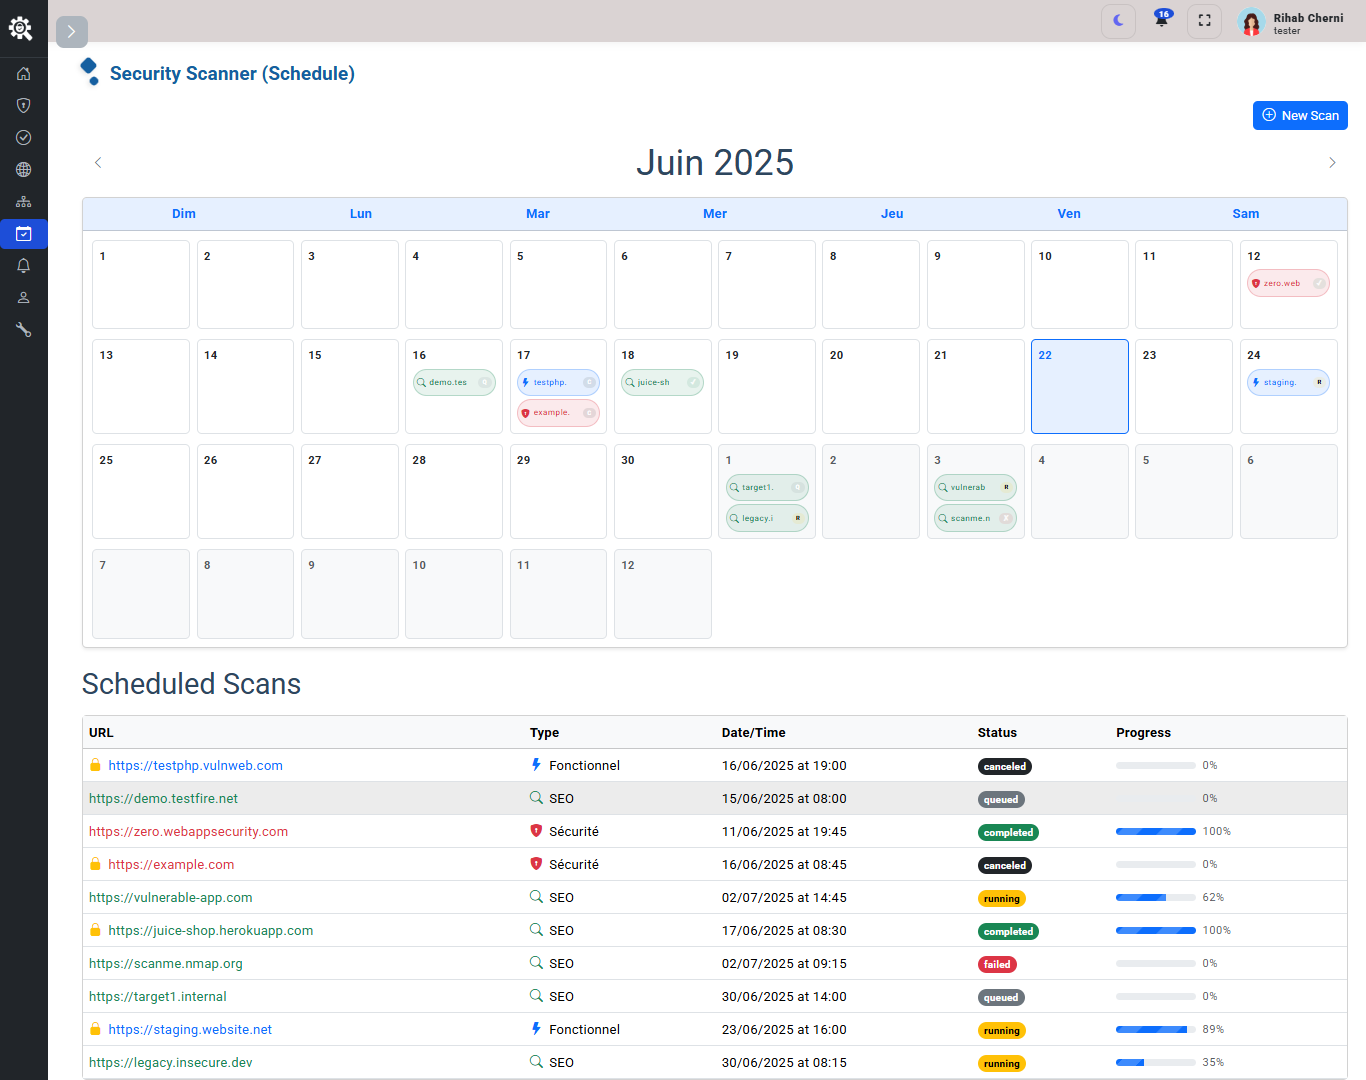 16
Rihab Cherni
tester
Security Scanner (Schedule)
New Scan
Juin 2025
Dim Lun Mar Mer Jeu Ven Sam
1 2 3 4 5 6 7 8 9 10 11 12
zero.web
13 14 15 16 17 18 19 20 21 22 23 24
demo.tes testphp. juice-sh staging. R
example.
25 26 27 28 29 30 1 2 3 4 5 6
target1. vulnerab R
legacy.i R scanme.n
7 8 9 10 11 12
Scheduled Scans
URL Type Date/Time Status Progress
https://testphp.vulnweb.com Fonctionnel 16/06/2025 at 19:00 canceled 0%
https://demo.testfire.net SEO 15/06/2025 at 08:00 queued 0%
https://zero.webappsecurity.com Sécurité 11/06/2025 at 19:45 completed 100%
https://example.com Sécurité 16/06/2025 at 08:45 canceled 0%
https://vulnerable-app.com SEO 02/07/2025 at 14:45 running 62%
https://juice-shop.herokuapp.com SEO 17/06/2025 at 08:30 completed 100%
https://scanme.nmap.org SEO 02/07/2025 at 09:15 failed 0%
https://target1.internal SEO 30/06/2025 at 14:00 queued 0%
https://staging.website.net Fonctionnel 23/06/2025 at 16:00 running 89%
https://legacy.insecure.dev SEO 30/06/2025 at 08:15 running 35%